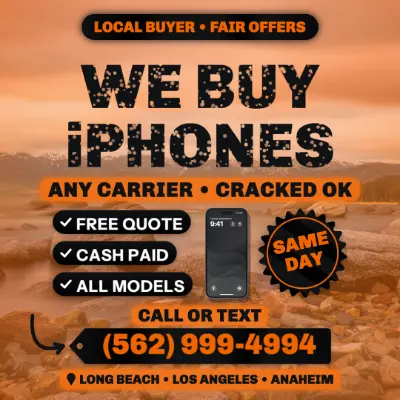 LOCAL BUYER • FAIR OFFERS
WE BUY
iPHONES
ANY CARRIER • CRACKED OK
✓ FREE QUOTE
✓ CASH PAID
✓ ALL MODELS
9:41
SAME
DAY
CALL OR TEXT
(562) 999-4994
LONG BEACH • LOS ANGELES • ANAHEIM